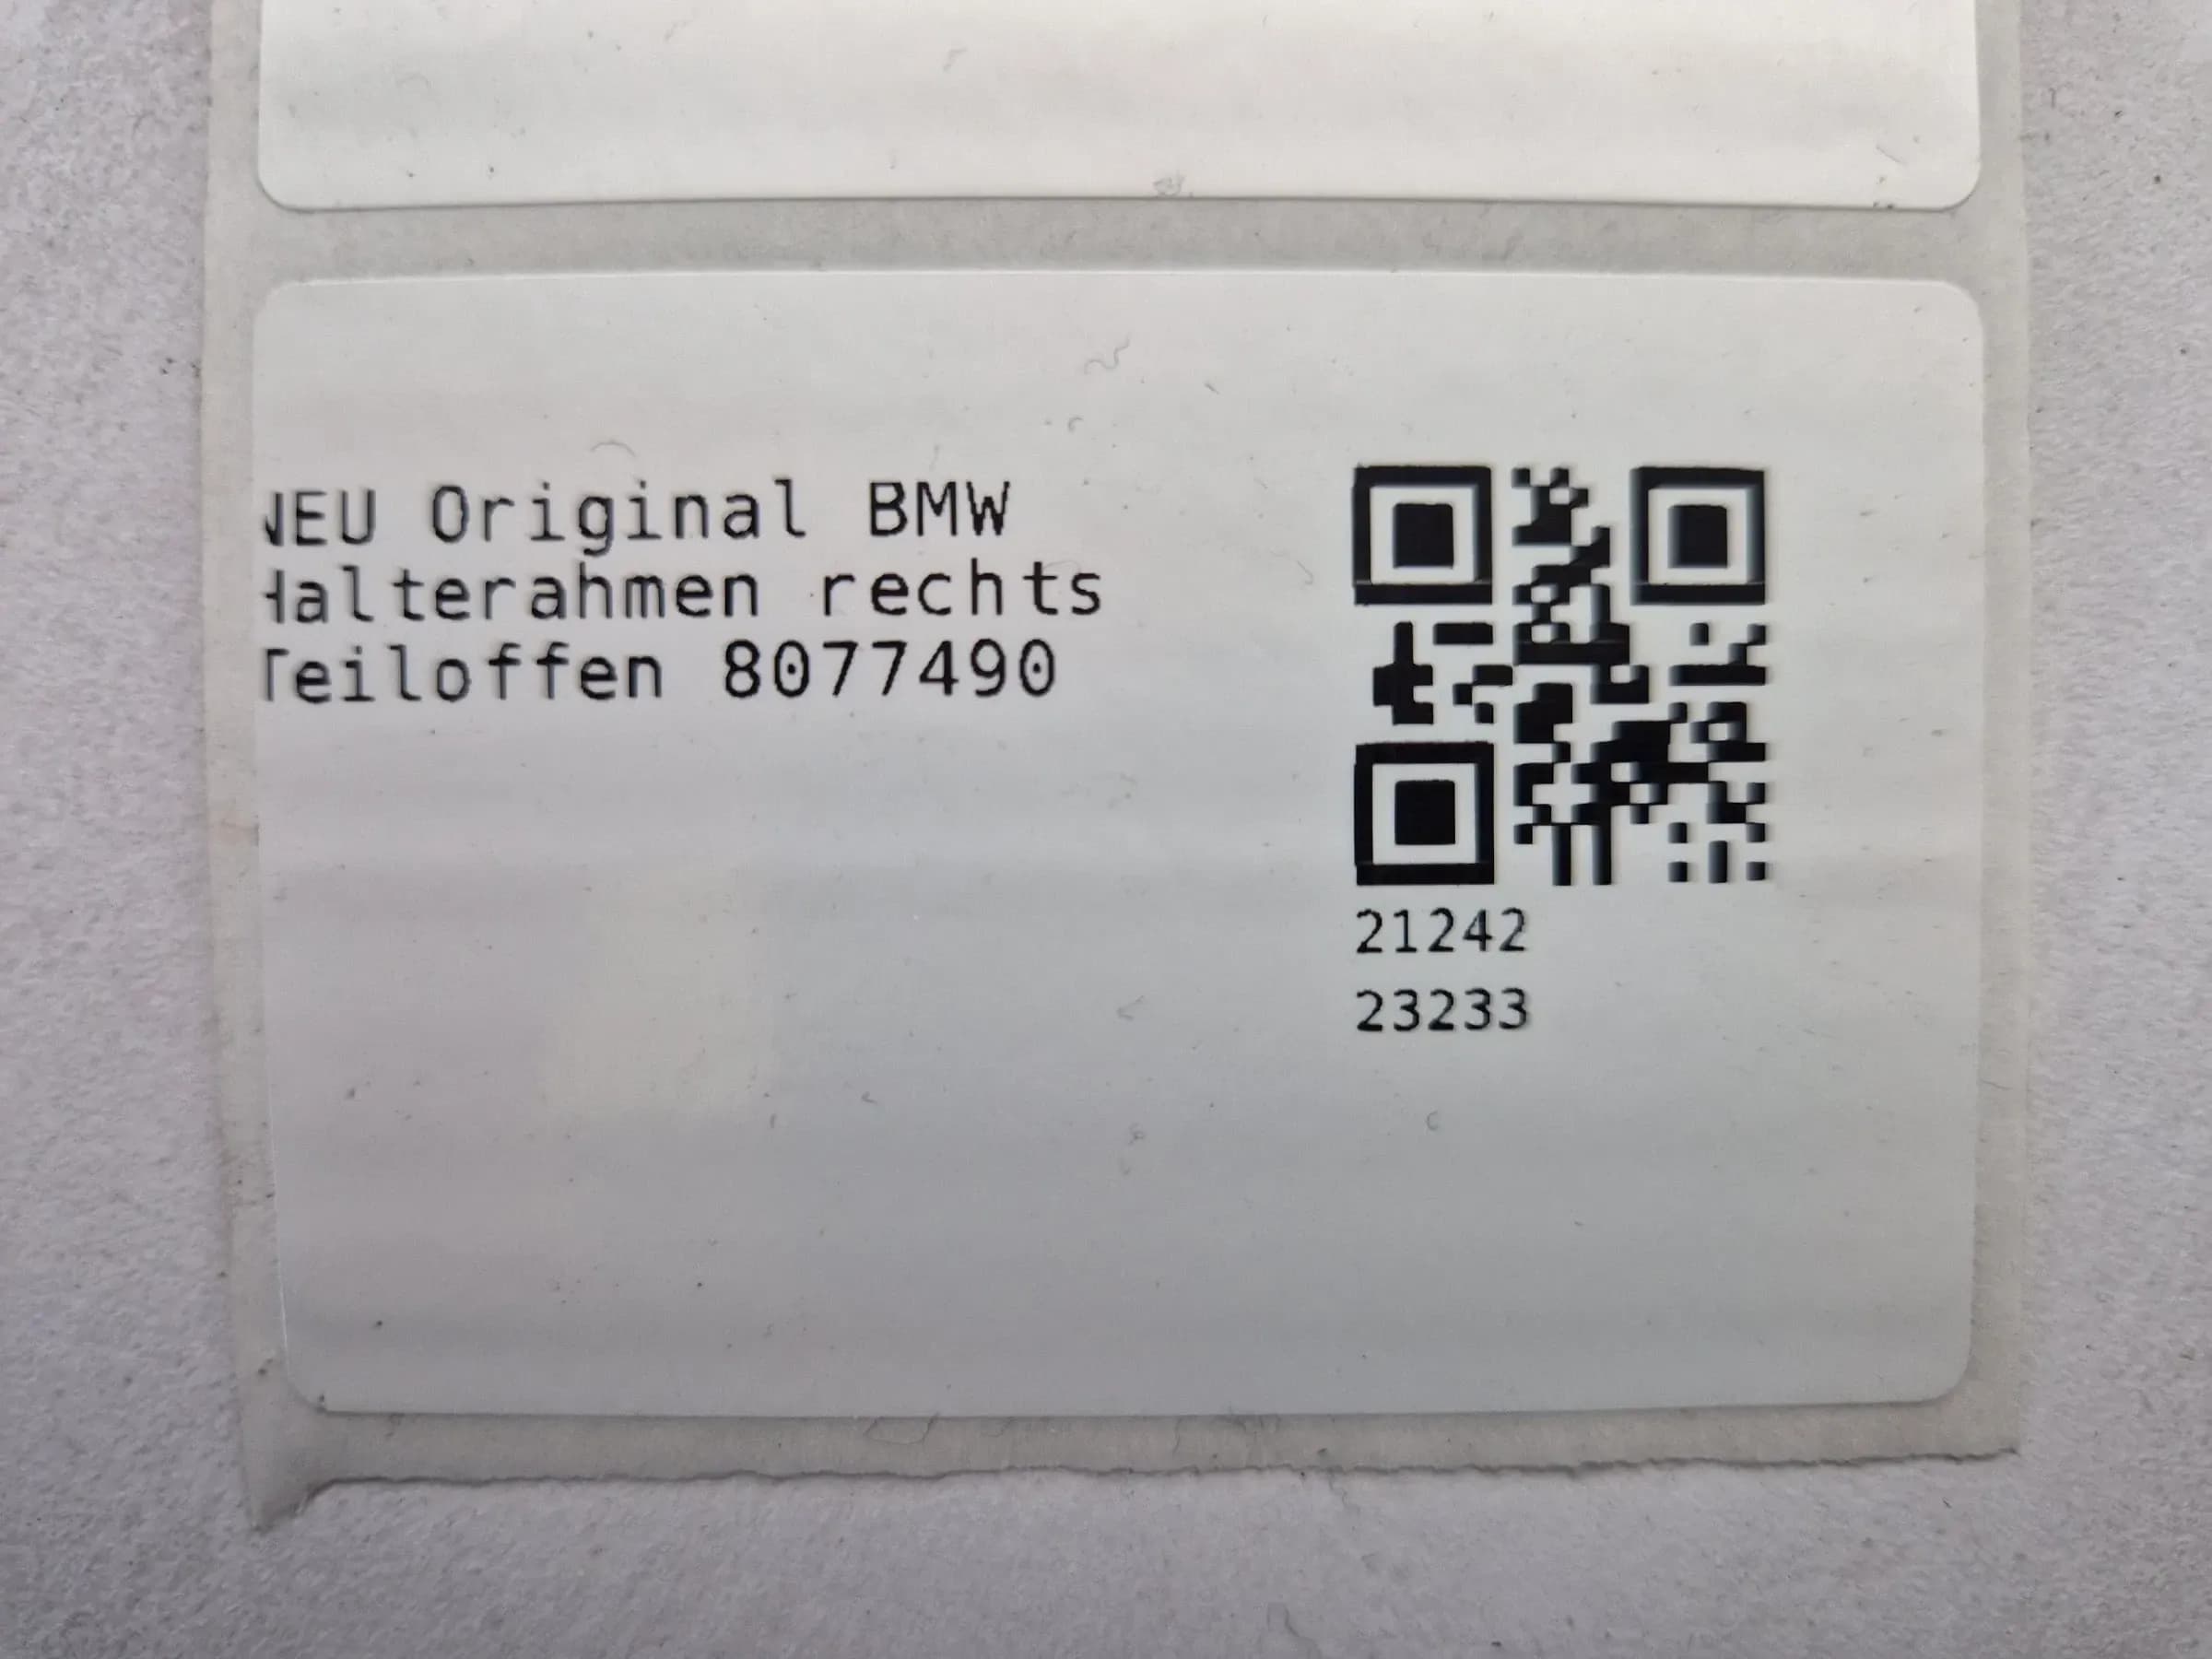 NEU Original BMW
Halterahmen rechts
Teiloffen 8077490
21242
23233